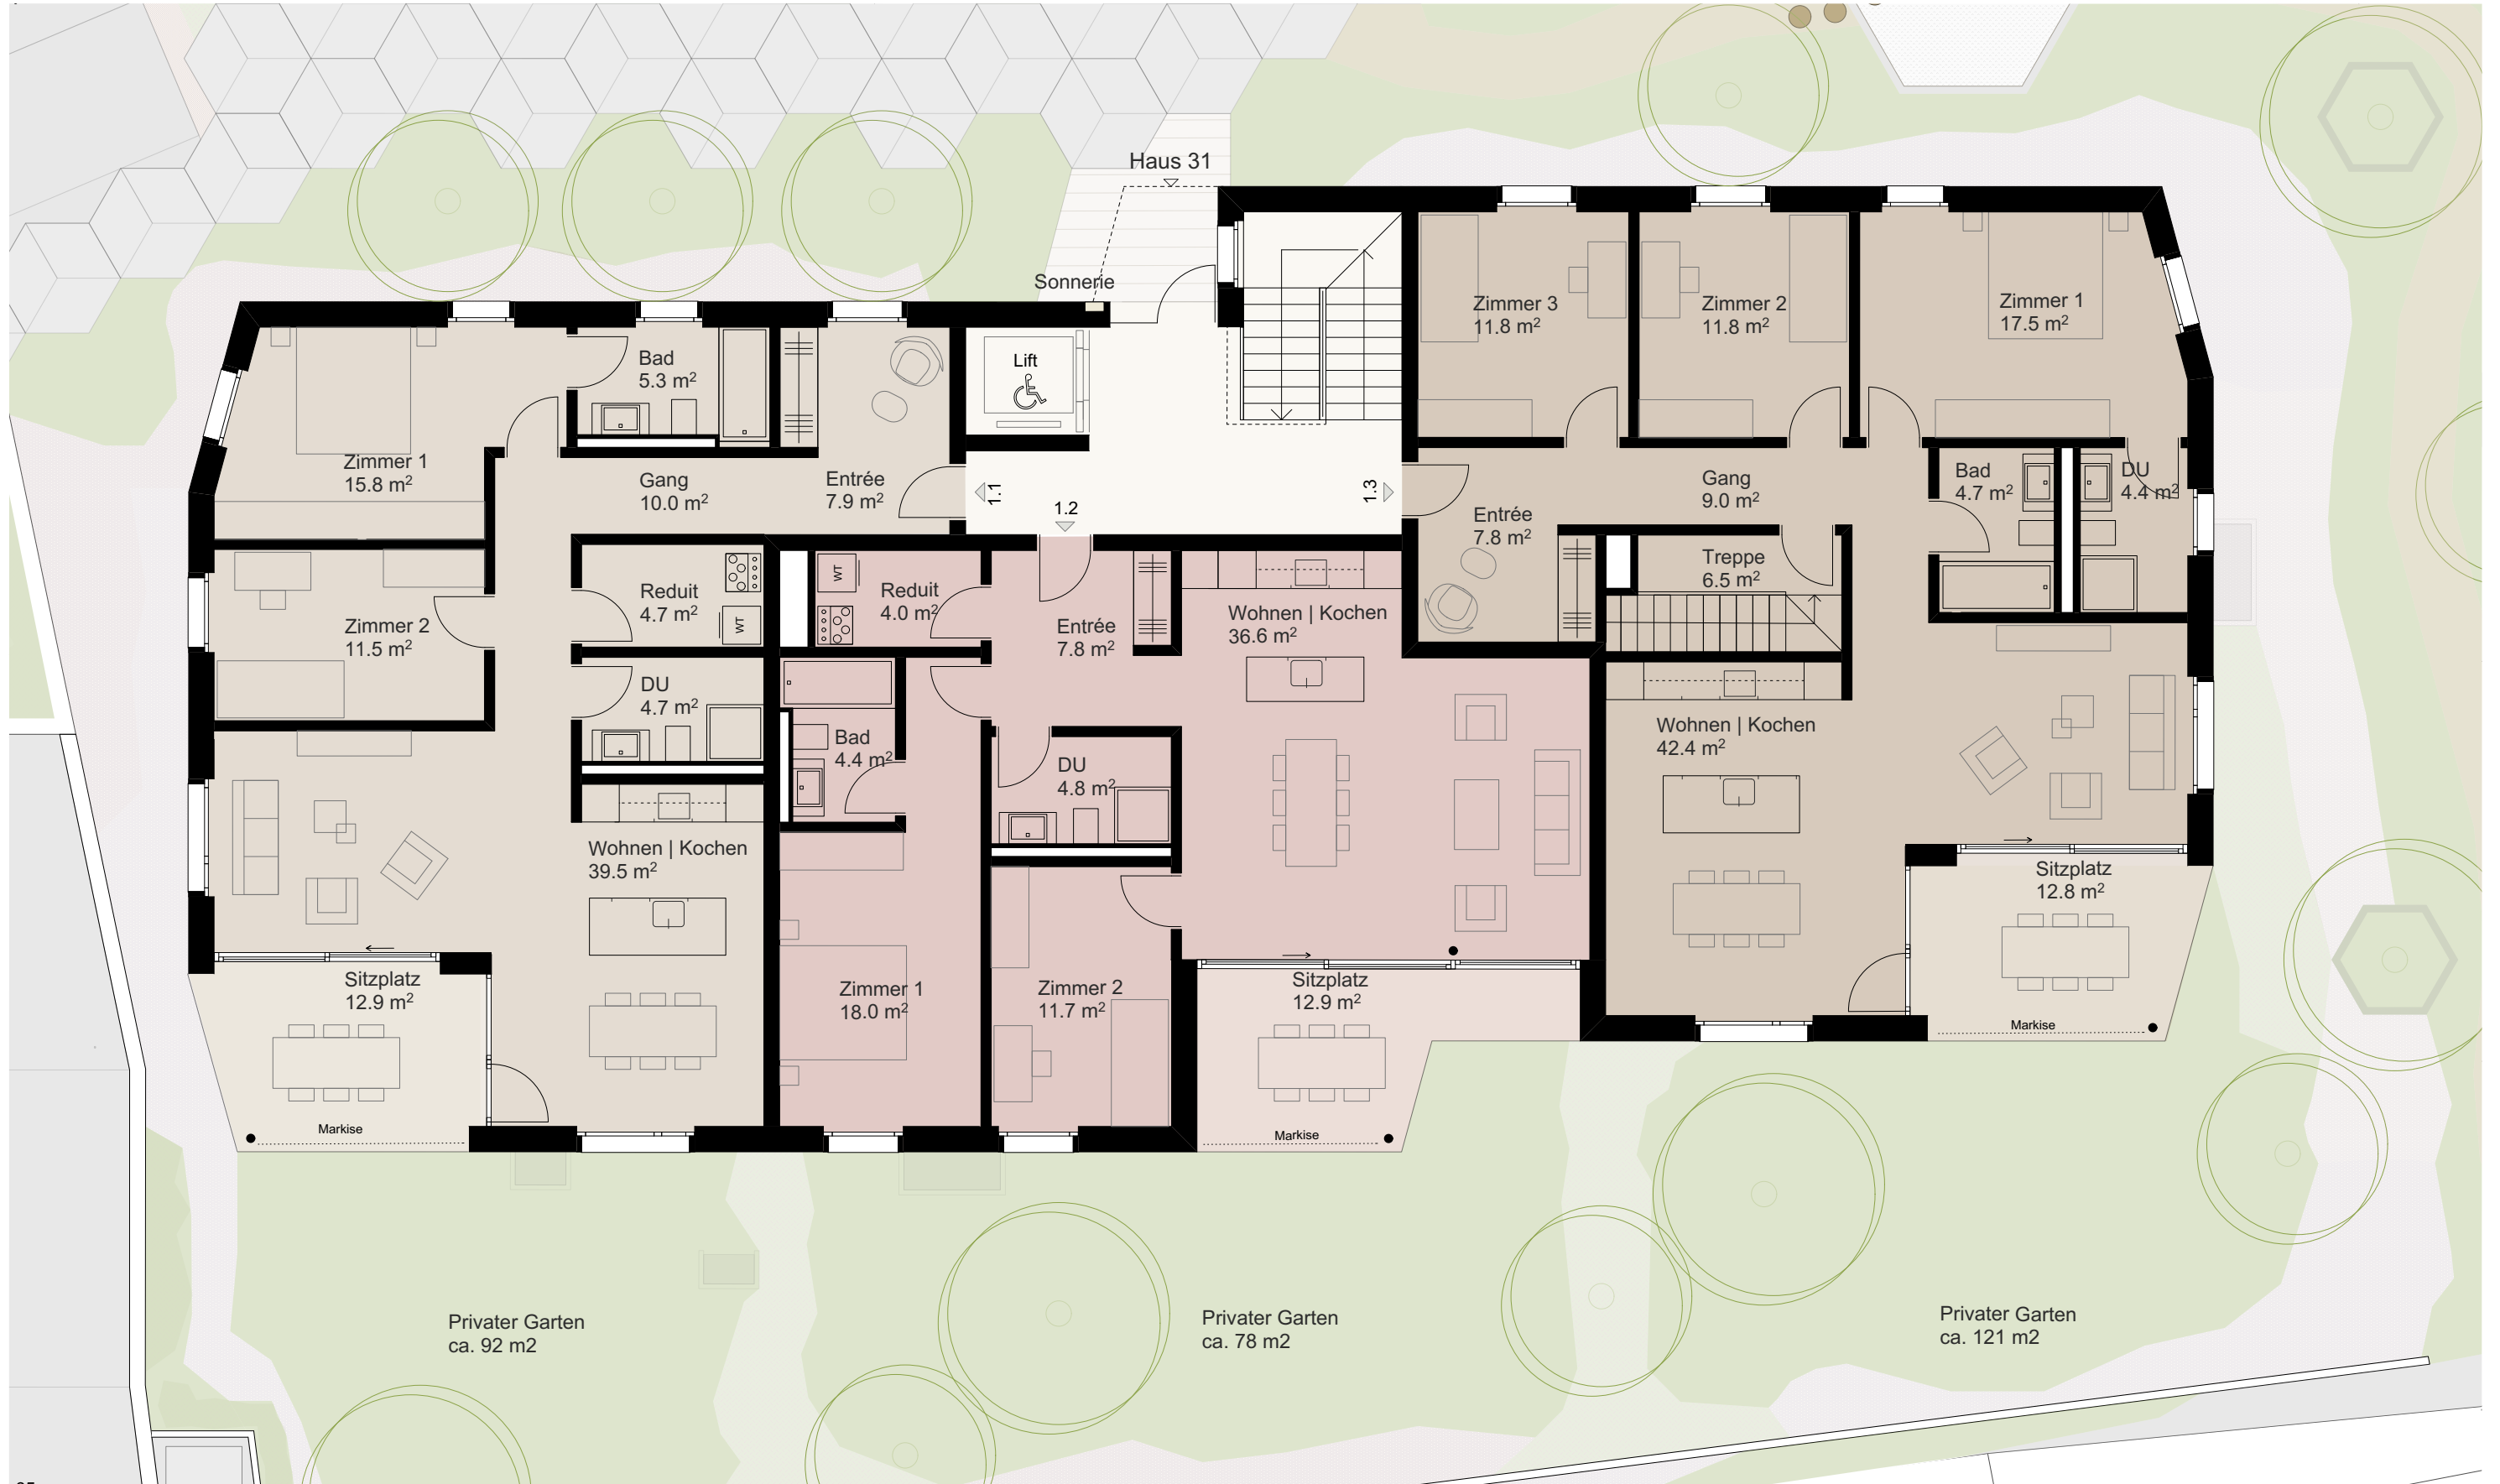 Haus 31
Sonnerie
Lift
Zimmer 3
11.8 m²
Zimmer 2
11.8 m²
Zimmer 1
17.5 m²
Bad
5.3 m²
Zimmer 1
15.8 m²
Gang
10.0 m²
Entrée
7.9 m²
1.1
1.2
1.3
Entrée
7.8 m²
Gang
9.0 m²
Bad
4.7 m²
DU
4.4 m²
Treppe
6.5 m²
Zimmer 2
11.5 m²
Reduit
4.7 m²
WT
WT
Reduit
4.0 m²
Entrée
7.8 m²
Wohnen | Kochen
36.6 m²
DU
4.7 m²
Bad
4.4 m²
DU
4.8 m²
Wohnen | Kochen
42.4 m²
Wohnen | Kochen
39.5 m²
Sitzplatz
12.8 m²
Markise
Sitzplatz
12.9 m²
Markise
Zimmer 1
18.0 m²
Zimmer 2
11.7 m²
Sitzplatz
12.9 m²
Markise
Privater Garten
ca. 92 m2
Privater Garten
ca. 78 m2
Privater Garten
ca. 121 m2